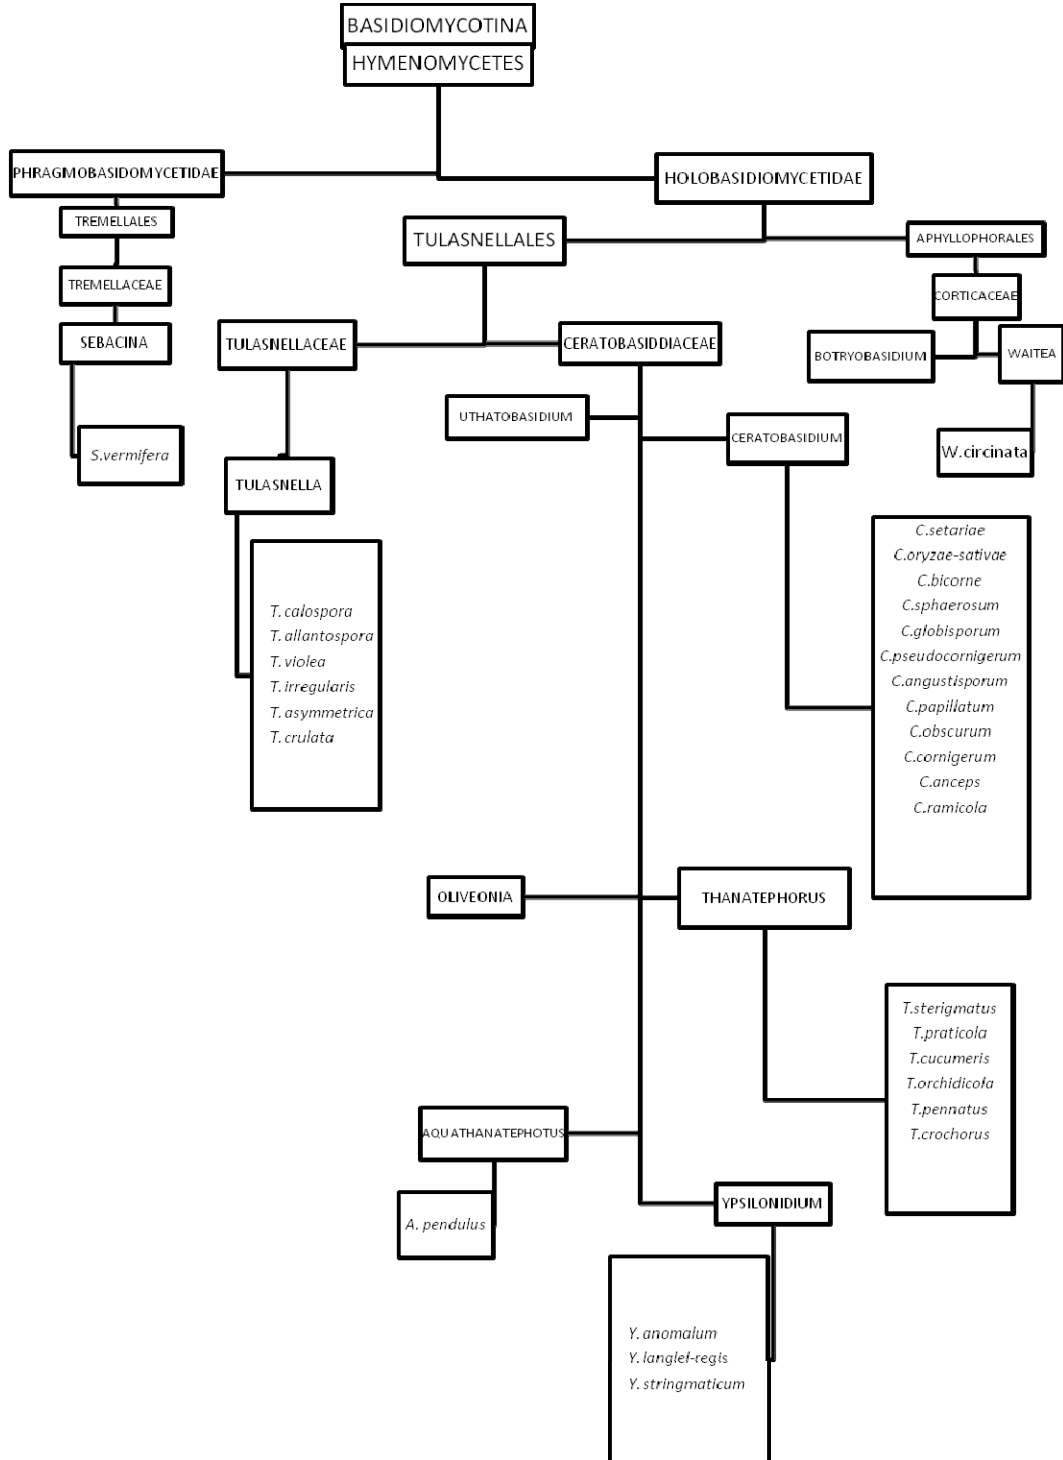 BASIDIOMYCOTINA
HYMENOMYCETES
PHRAGMOBASIDOMYCETIDAE
HOLOBASIDIOMYCETIDAE
TREMELLALES
TULASNELLALES
APHYLLOPHORALES
TREMELLACEAE
CORTICACEAE
SEBACINA
TULASNELLACEAE
CERATOBASIDDIACEAE
BOTRYOBASIDIUM
WAITEA
UTHATOBASIDIUM
CERATOBASIDIUM
S.vermifera
W.circinata
TULASNELLA
C.setariae
C.oryzae-sativae
C.bicorne
C.sphaerosum
C.globisporum
C.pseudocornigerum
C.angustisporum
C.papillatum
C.obscurum
C.cornigerum
C.anceps
C.ramicola
T. calospora
T. allantospora
T. violea
T. irregularis
T. asymmetrica
T. crulata
OLIVEONIA
THANATEPHORUS
T.sterigmatus
T.praticola
T.cucumeris
T.orchidicola
T.pennatus
T.crochorus
AQUATHANATEPHOTUS
A. pendulus
YPSILONIDIUM
Y. anomalum
Y. langlef-regis
Y. stringmaticum